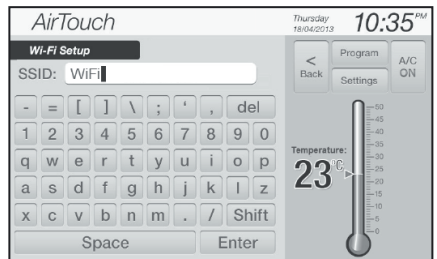 AirTouch
Thursday
18/04/2013
10:35 PM
Wi-Fi Setup
SSID: WiFi
- = [ ] \ ; ' , del
1 2 3 4 5 6 7 8 9 0
q w e r t y u i o p
a s d f g h j k l z
x c v b n m . / Shift
Space Enter
< Back
Program
Settings
A/C ON
Temperature:
23°C
50
45
40
35
30
25
20
15
10
5
0